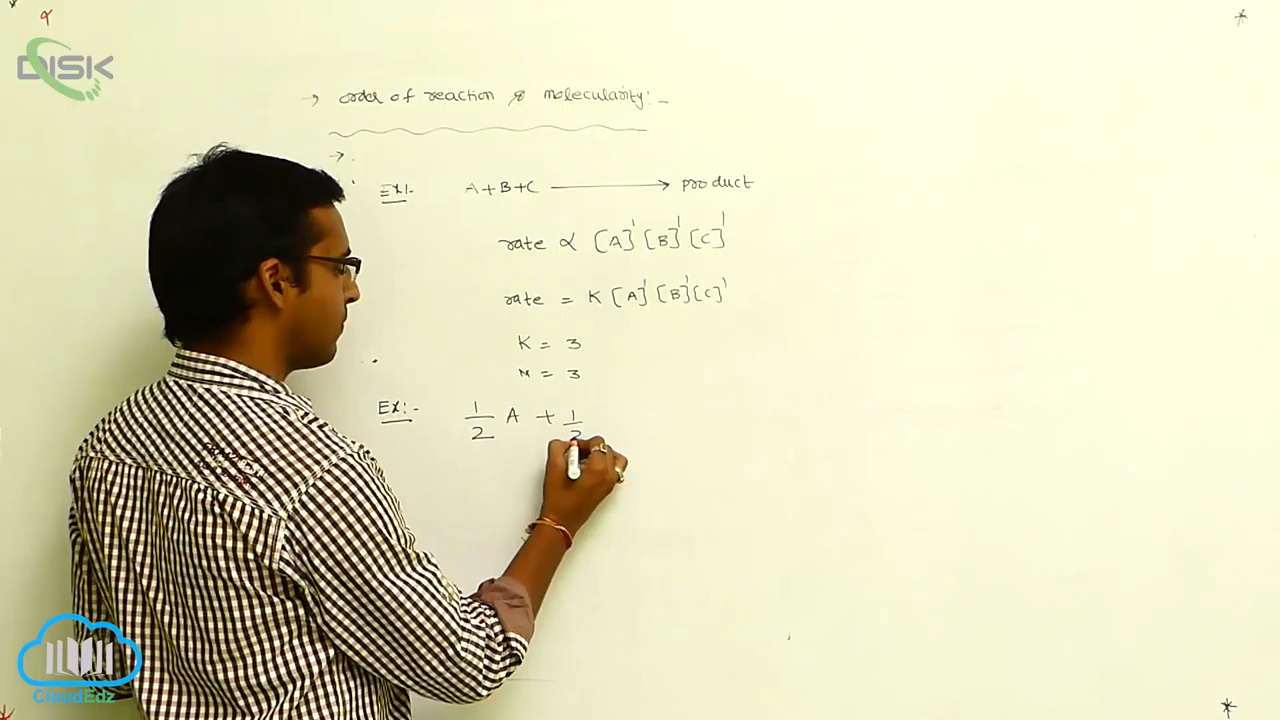 DISK
→ order of reaction & molecularity:-
→.
Ex:- A+B+C ⟶ product
rate ∝ [A]¹ [B]¹ [C]¹
rate = K [A]¹ [B]¹ [C]¹
K = 3
M = 3
Ex:- 1/2 A + 1/2
CloudEdz